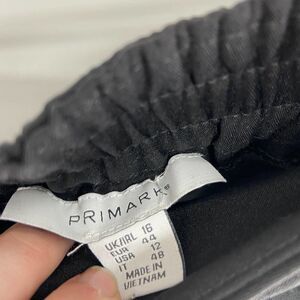 PRIMARK®
UK/IRL 16
EUR 44
USA 12
IT 48
MADE IN
VIETNAM